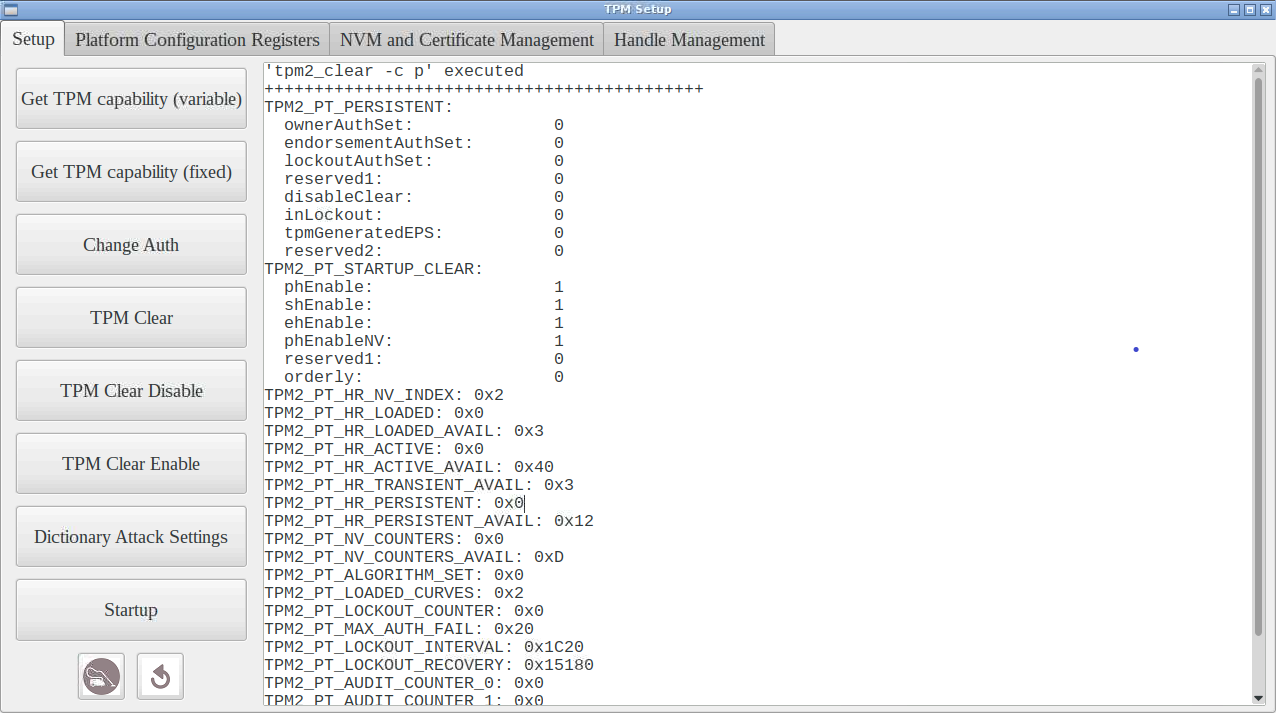 TPM Setup
Setup
Platform Configuration Registers
NVM and Certificate Management
Handle Management
Get TPM capability (variable)
Get TPM capability (fixed)
Change Auth
TPM Clear
TPM Clear Disable
TPM Clear Enable
Dictionary Attack Settings
Startup
'tpm2_clear -c p' executed
++++++++++++++++++++++++++++++++++++++++++++
TPM2_PT_PERSISTENT:
  ownerAuthSet:              0
  endorsementAuthSet:        0
  lockoutAuthSet:            0
  reserved1:                 0
  disableClear:              0
  inLockout:                 0
  tpmGeneratedEPS:           0
  reserved2:                 0
TPM2_PT_STARTUP_CLEAR:
  phEnable:                  1
  shEnable:                  1
  ehEnable:                  1
  phEnableNV:                1
  reserved1:                 0
  orderly:                   0
TPM2_PT_HR_NV_INDEX: 0x2
TPM2_PT_HR_LOADED: 0x0
TPM2_PT_HR_LOADED_AVAIL: 0x3
TPM2_PT_HR_ACTIVE: 0x0
TPM2_PT_HR_ACTIVE_AVAIL: 0x40
TPM2_PT_HR_TRANSIENT_AVAIL: 0x3
TPM2_PT_HR_PERSISTENT: 0x0
TPM2_PT_HR_PERSISTENT_AVAIL: 0x12
TPM2_PT_NV_COUNTERS: 0x0
TPM2_PT_NV_COUNTERS_AVAIL: 0xD
TPM2_PT_ALGORITHM_SET: 0x0
TPM2_PT_LOADED_CURVES: 0x2
TPM2_PT_LOCKOUT_COUNTER: 0x0
TPM2_PT_MAX_AUTH_FAIL: 0x20
TPM2_PT_LOCKOUT_INTERVAL: 0x1C20
TPM2_PT_LOCKOUT_RECOVERY: 0x15180
TPM2_PT_AUDIT_COUNTER_0: 0x0
TPM2_PT_AUDIT_COUNTER_1: 0x0